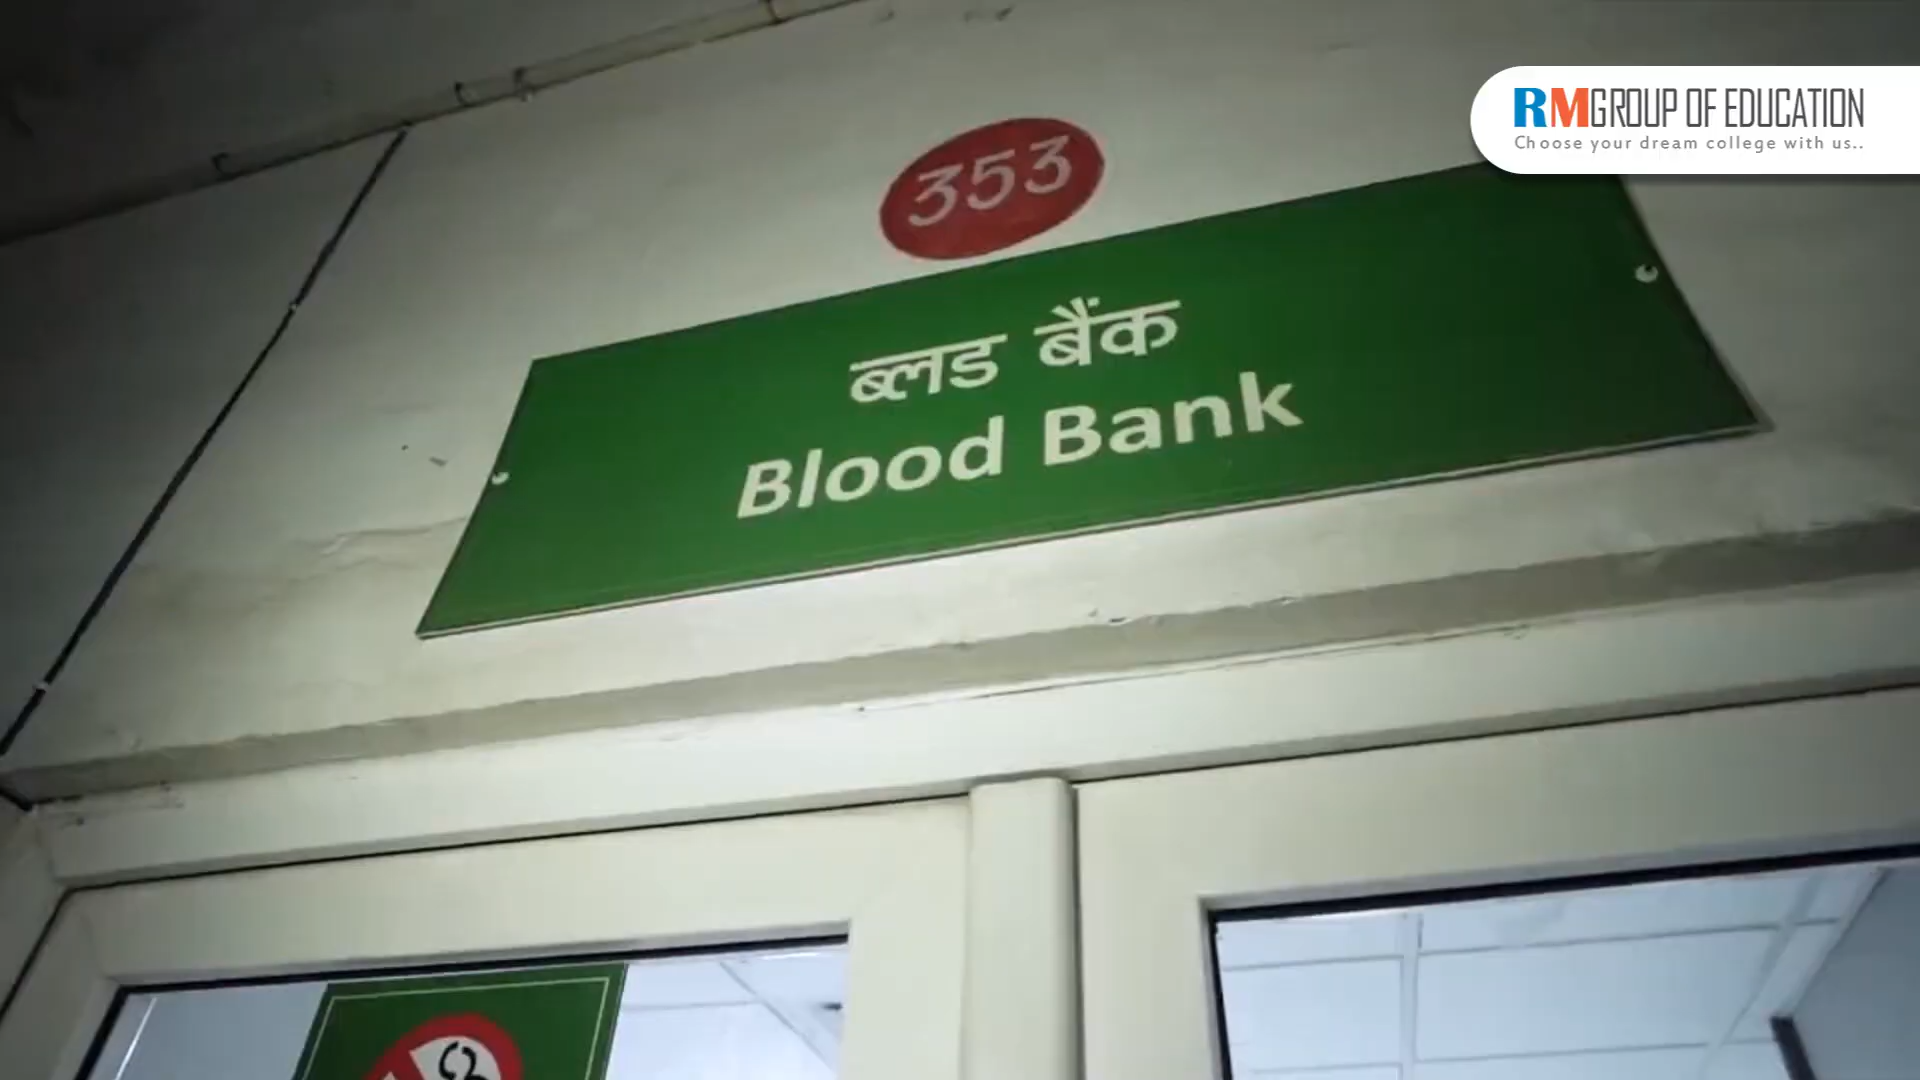 RMGROUP OF EDUCATION
Choose your dream college with us..
353
ब्लड बैंक
Blood Bank